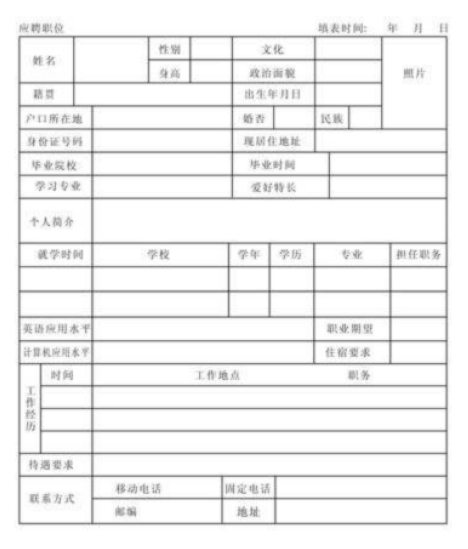 应聘职位 填表时间: 年 月 日
姓名 性别 文化 照片
身高 政治面貌
籍贯 出生年月日
户口所在地 婚否 民族
身份证号码 现居住地址
毕业院校 毕业时间
学习专业 爱好特长
个人简介
就学时间 学校 学年 学历 专业 担任职务
英语应用水平 职业期望
计算机应用水平 住宿要求
工作经历 时间 工作地点 职务
待遇要求
联系方式 移动电话 固定电话
邮编 地址